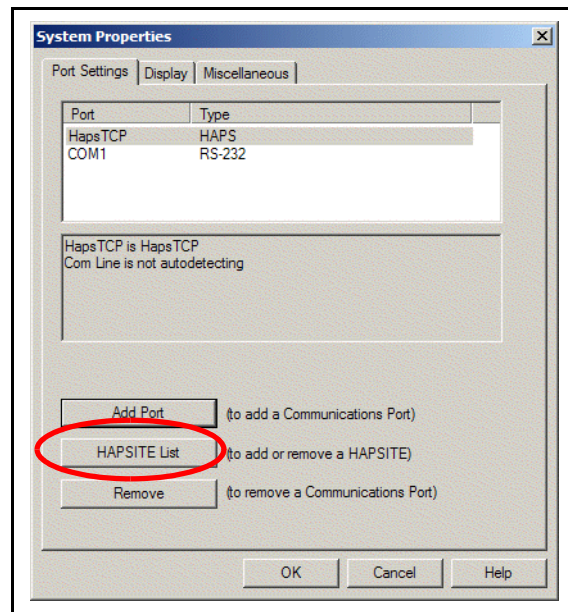 System Properties
Port Settings Display Miscellaneous
Port Type
HapsTCP HAPS
COM1 RS-232
HapsTCP is HapsTCP
Com Line is not autodetecting
Add Port (to add a Communications Port)
HAPSITE List (to add or remove a HAPSITE)
Remove (to remove a Communications Port)
OK Cancel Help